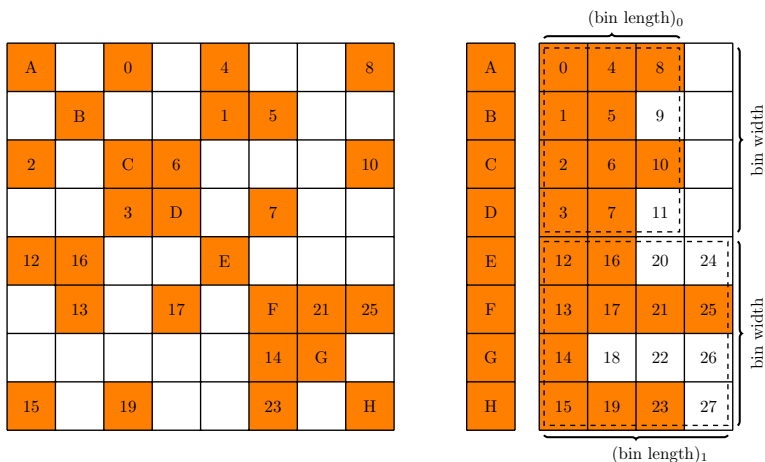 (bin length)0
A 0 4 8 A 0 4 8
B 1 5 B 1 5 9
2 C 6 10 C 2 6 10
3 D 7 D 3 7 11
bin width
12 16 E E 12 16 20 24
13 17 F 21 25 F 13 17 21 25
14 G G 14 18 22 26
15 19 23 H H 15 19 23 27
bin width
(bin length)1